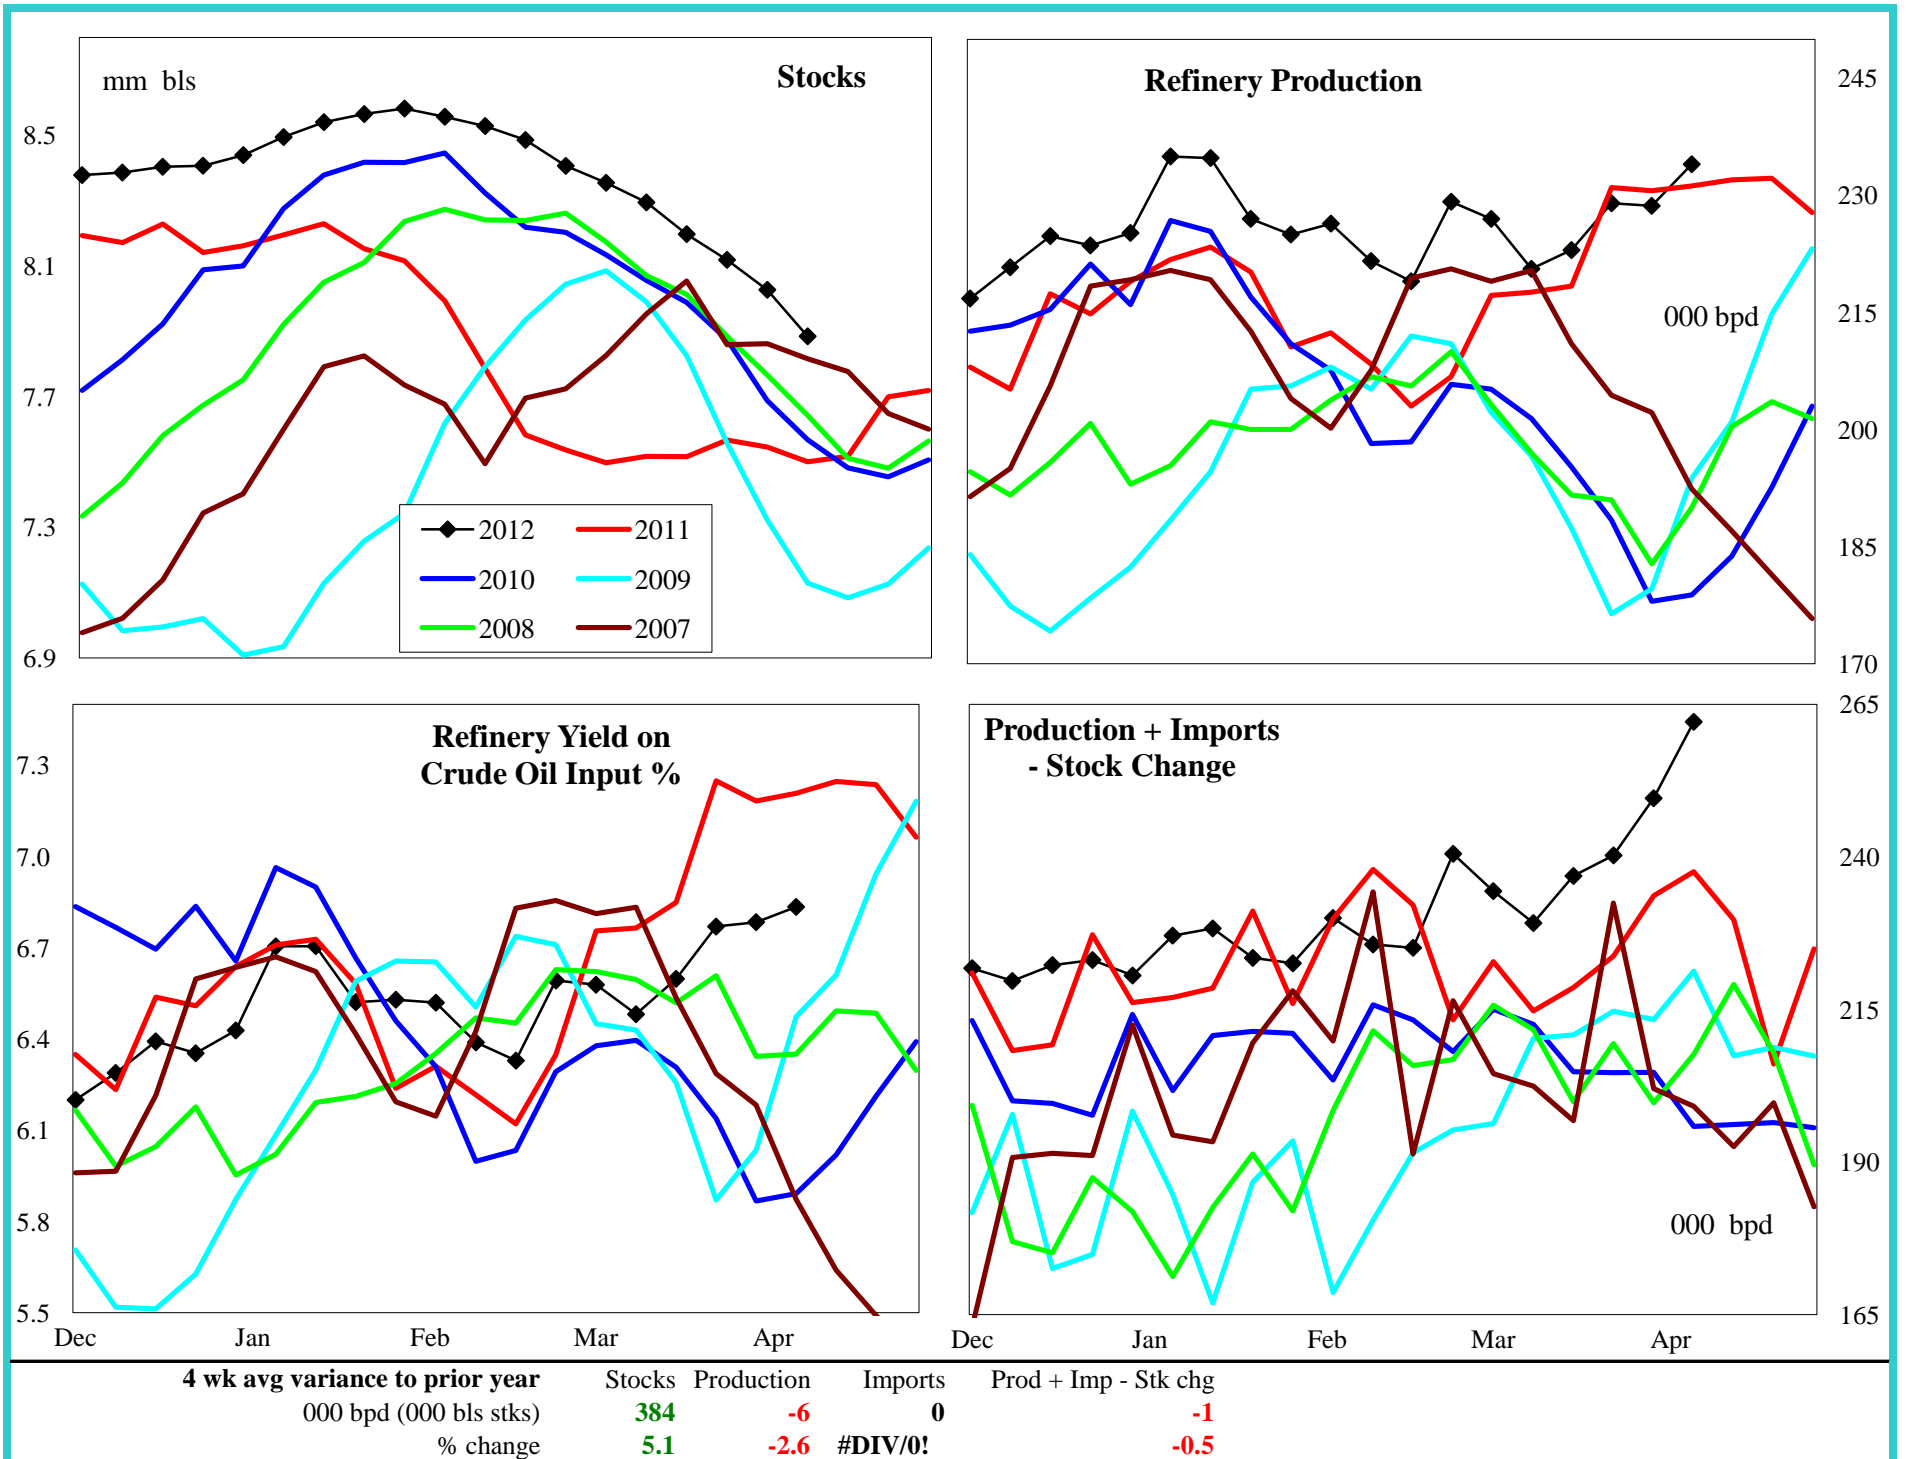 Stocks
mm  bls
8.5
8.1
7.7
7.3
6.9
2012
2011
2010
2009
2008
2007
Refinery Production
245
230
215
200
185
170
000 bpd
Refinery Yield on
Crude Oil Input %
7.3
7.0
6.7
6.4
6.1
5.8
5.5
Dec Jan Feb Mar Apr
Production + Imports
- Stock Change
265
240
215
190
165
000  bpd
Dec Jan Feb Mar Apr
4 wk avg variance to prior year Stocks Production Imports Prod + Imp - Stk chg
000 bpd (000 bls stks) 384 -6 0 -1
% change 5.1 -2.6 #DIV/0! -0.5